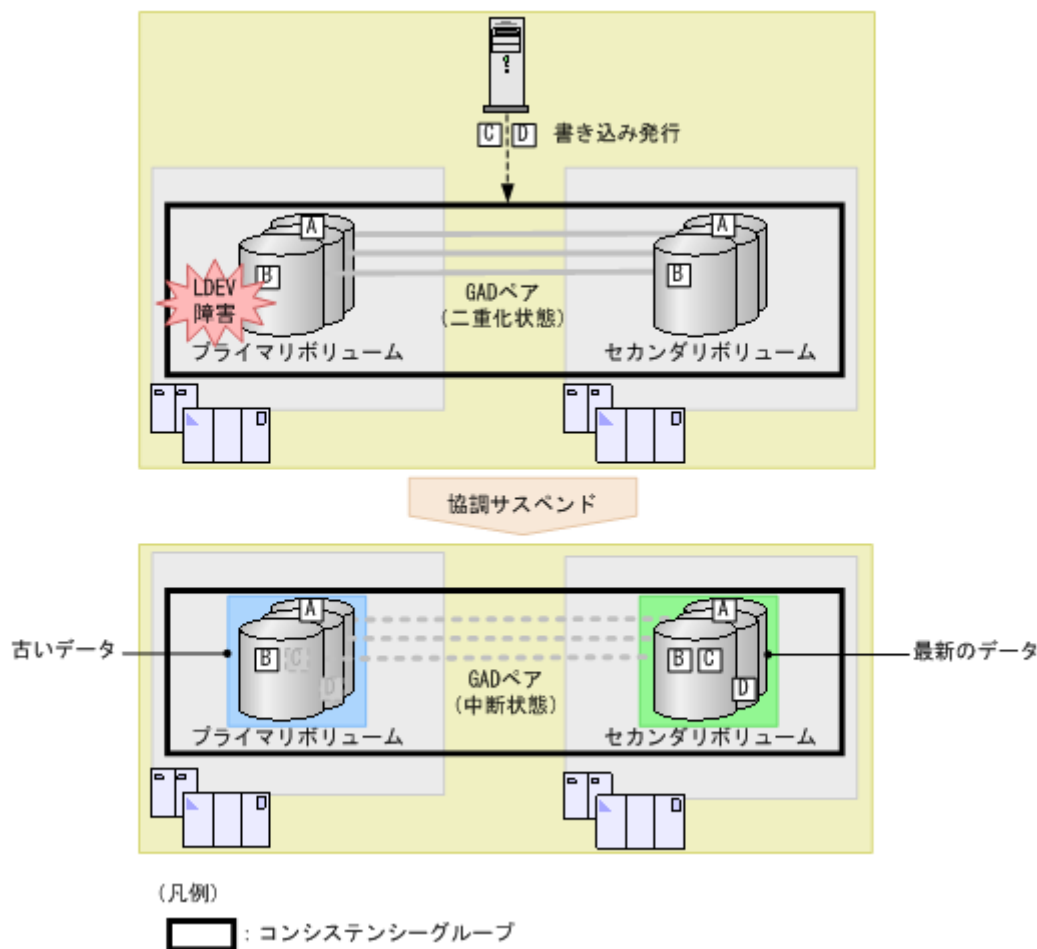 C D 書き込み発行
A
A
B
B
LDEV
障害
GADペア
(二重化状態)
プライマリボリューム
セカンダリボリューム
協調サスペンド
A
A
古いデータ
B C
B C
最新のデータ
D
D
GADペア
(中断状態)
プライマリボリューム
セカンダリボリューム
(凡例)
: コンシステンシーグループ